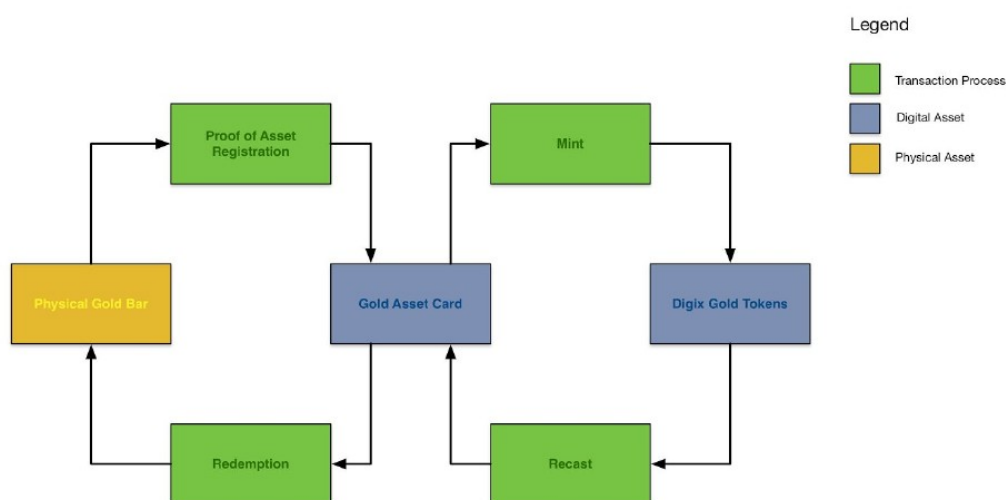 Legend
Transaction Process
Digital Asset
Physical Asset
Proof of Asset
Registration
Mint
Physical Gold Bar
Gold Asset Card
Digix Gold Tokens
Redemption
Recast